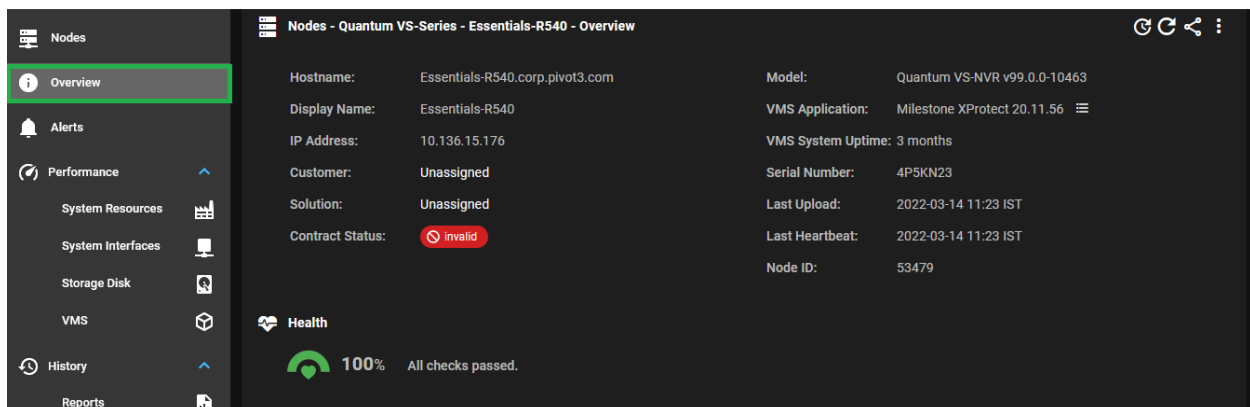 Nodes
Overview
Alerts
Performance
System Resources
System Interfaces
Storage Disk
VMS
History
Reports
Nodes - Quantum VS-Series - Essentials-R540 - Overview
Hostname: Essentials-R540.corp.pivot3.com
Display Name: Essentials-R540
IP Address: 10.136.15.176
Customer: Unassigned
Solution: Unassigned
Contract Status: invalid
Model: Quantum VS-NVR v99.0.0-10463
VMS Application: Milestone XProtect 20.11.56
VMS System Uptime: 3 months
Serial Number: 4P5KN23
Last Upload: 2022-03-14 11:23 IST
Last Heartbeat: 2022-03-14 11:23 IST
Node ID: 53479
Health
100% All checks passed.